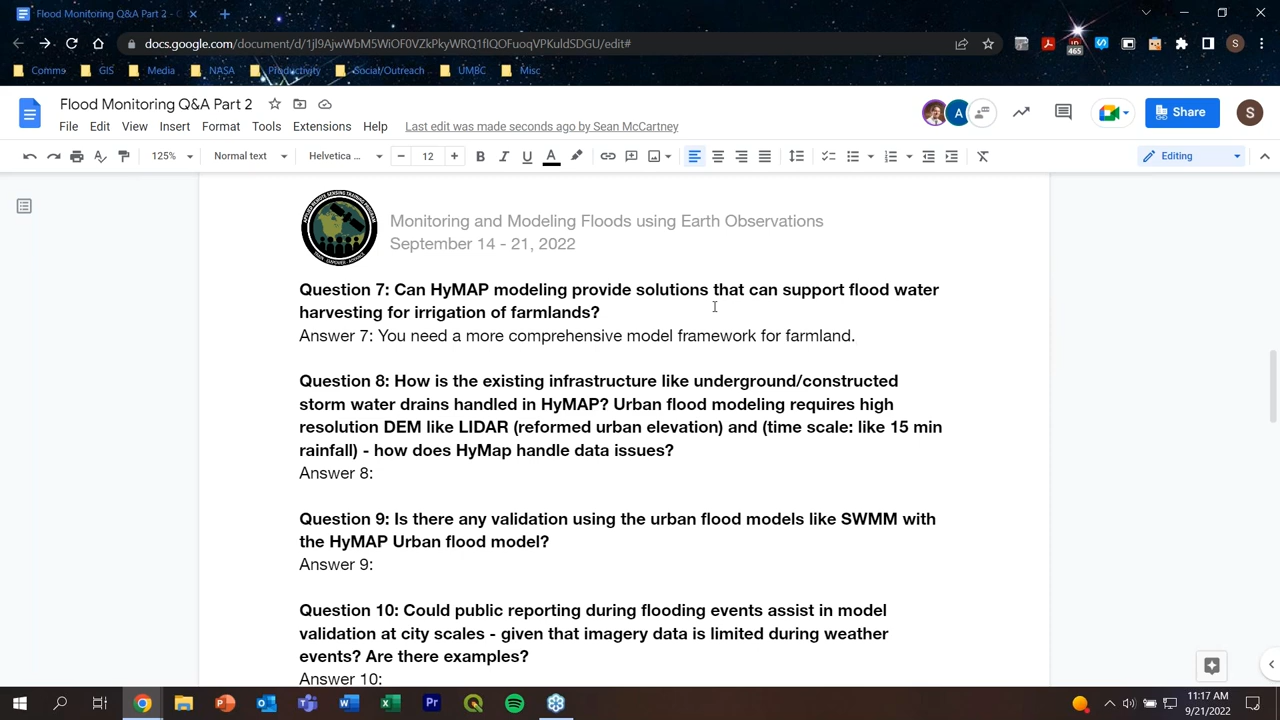 Flood Monitoring Q&A Part 2 -
docs.google.com/document/d/1jl9AjwWbM5WiOF0VZkPkyWRQ1fIQOFuoqVPKuldSDGU/edit#
465
S
Comms
GIS
Media
NASA
Productivity
Social/Outreach
UMBC
Misc
Flood Monitoring Q&A Part 2
A
Share
S
File Edit View Insert Format Tools Extensions Help Last edit was made seconds ago by Sean McCartney
125% Normal text Helvetica ... 12 B I U A Editing
Monitoring and Modeling Floods using Earth Observations
September 14 - 21, 2022
Question 7: Can HyMAP modeling provide solutions that can support flood water
harvesting for irrigation of farmlands?
Answer 7: You need a more comprehensive model framework for farmland.
Question 8: How is the existing infrastructure like underground/constructed
storm water drains handled in HyMAP? Urban flood modeling requires high
resolution DEM like LIDAR (reformed urban elevation) and (time scale: like 15 min
rainfall) - how does HyMap handle data issues?
Answer 8:
Question 9: Is there any validation using the urban flood models like SWMM with
the HyMAP Urban flood model?
Answer 9:
Question 10: Could public reporting during flooding events assist in model
validation at city scales - given that imagery data is limited during weather
events? Are there examples?
Answer 10:
11:17 AM
9/21/2022